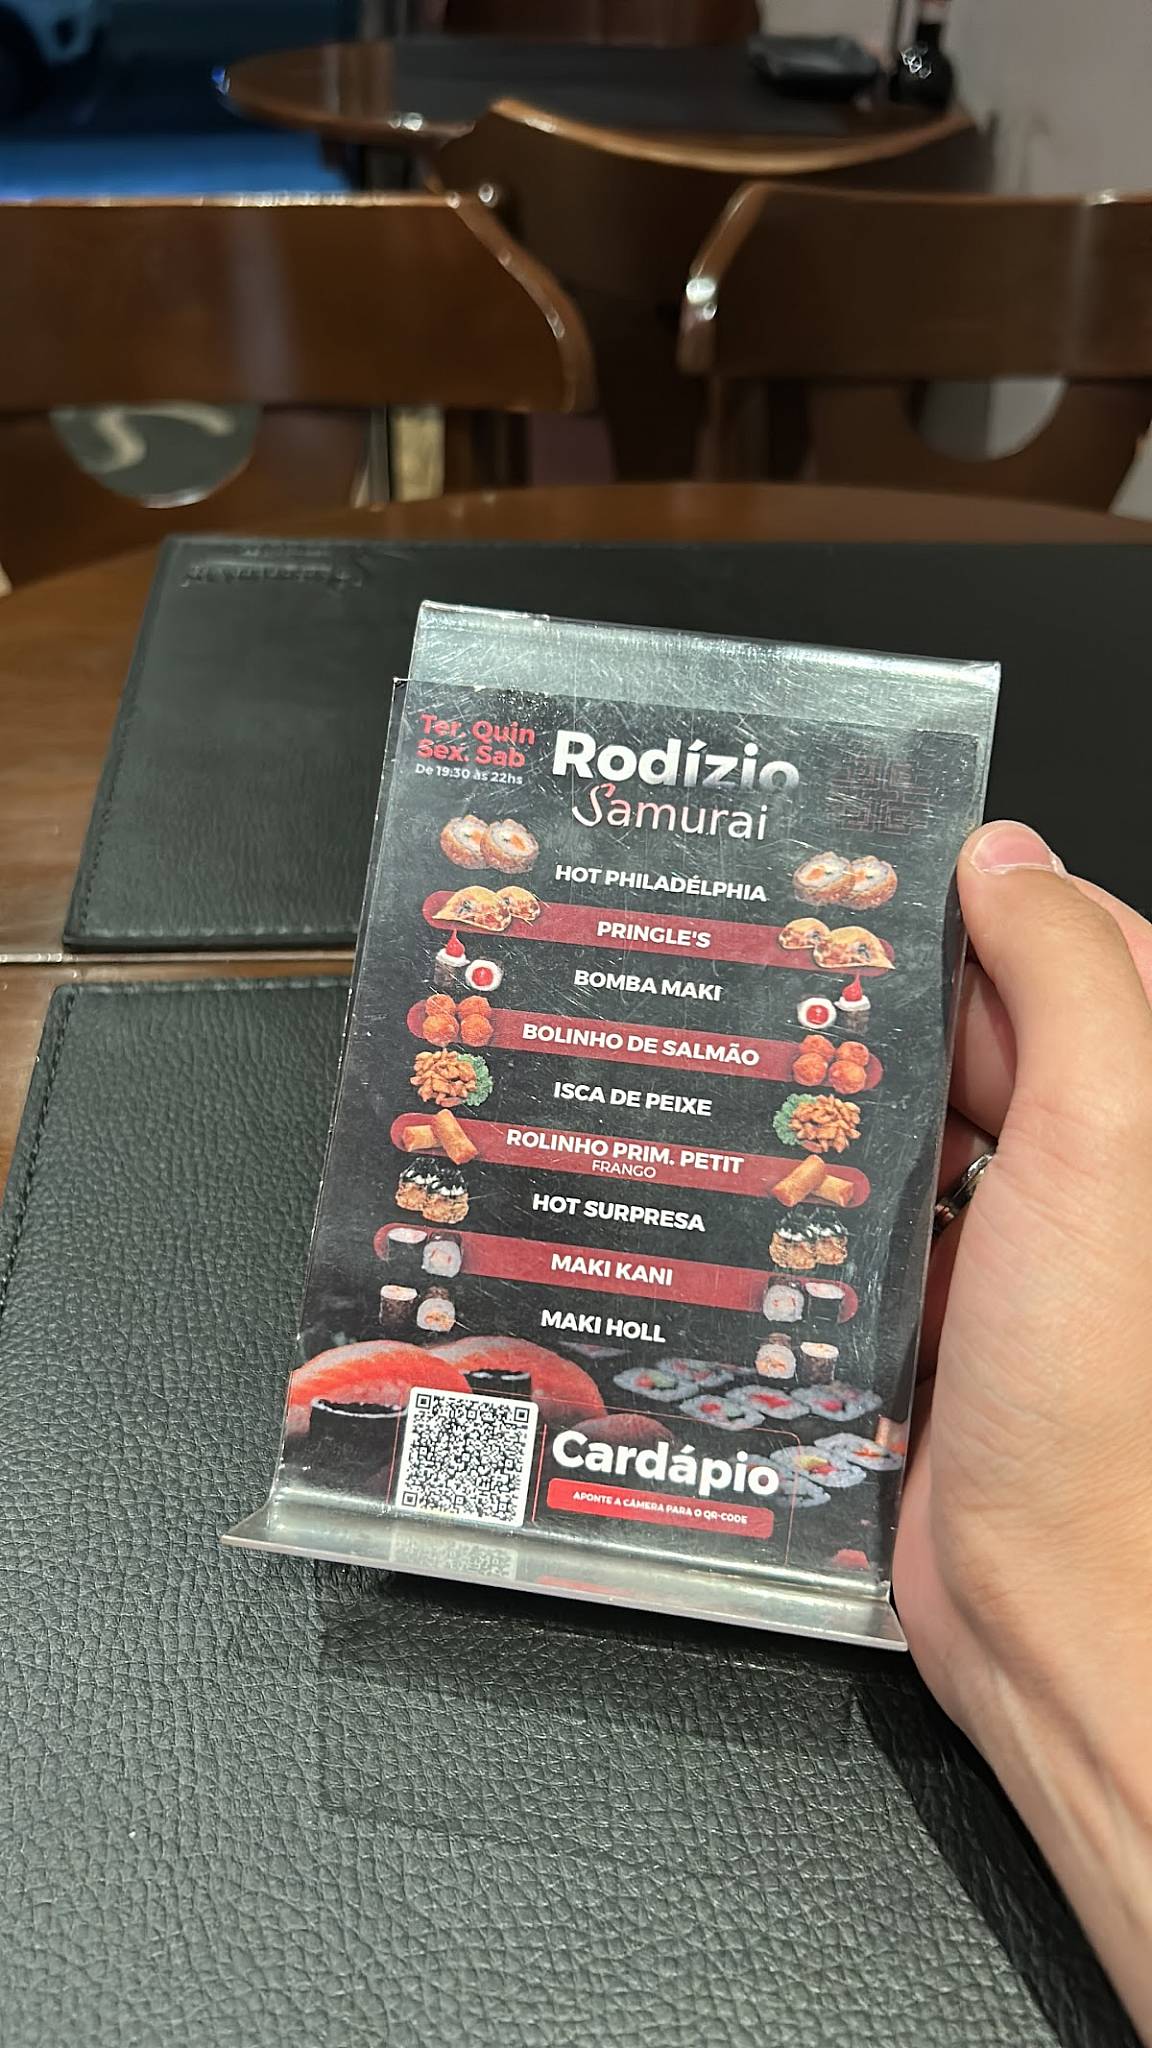 Ter. Quin
Sex. Sab
De 19:30 às 22hs
Rodízio
Samurai
HOT PHILADÉLPHIA
PRINGLE'S
BOMBA MAKI
BOLINHO DE SALMÃO
ISCA DE PEIXE
ROLINHO PRIM. PETIT
FRANGO
HOT SURPRESA
MAKI KANI
MAKI HOLL
Cardápio
APONTE A CÂMERA PARA O QR-CODE